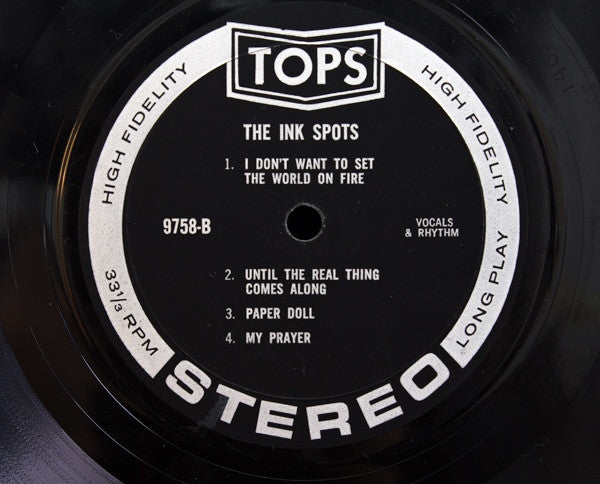 TOPS
HIGH FIDELITY
HIGH FIDELITY
THE INK SPOTS
1. I DON'T WANT TO SET
THE WORLD ON FIRE
9758-B
VOCALS
& RHYTHM
2. UNTIL THE REAL THING
COMES ALONG
3. PAPER DOLL
4. MY PRAYER
33 1/3 RPM
LONG PLAY
STEREO